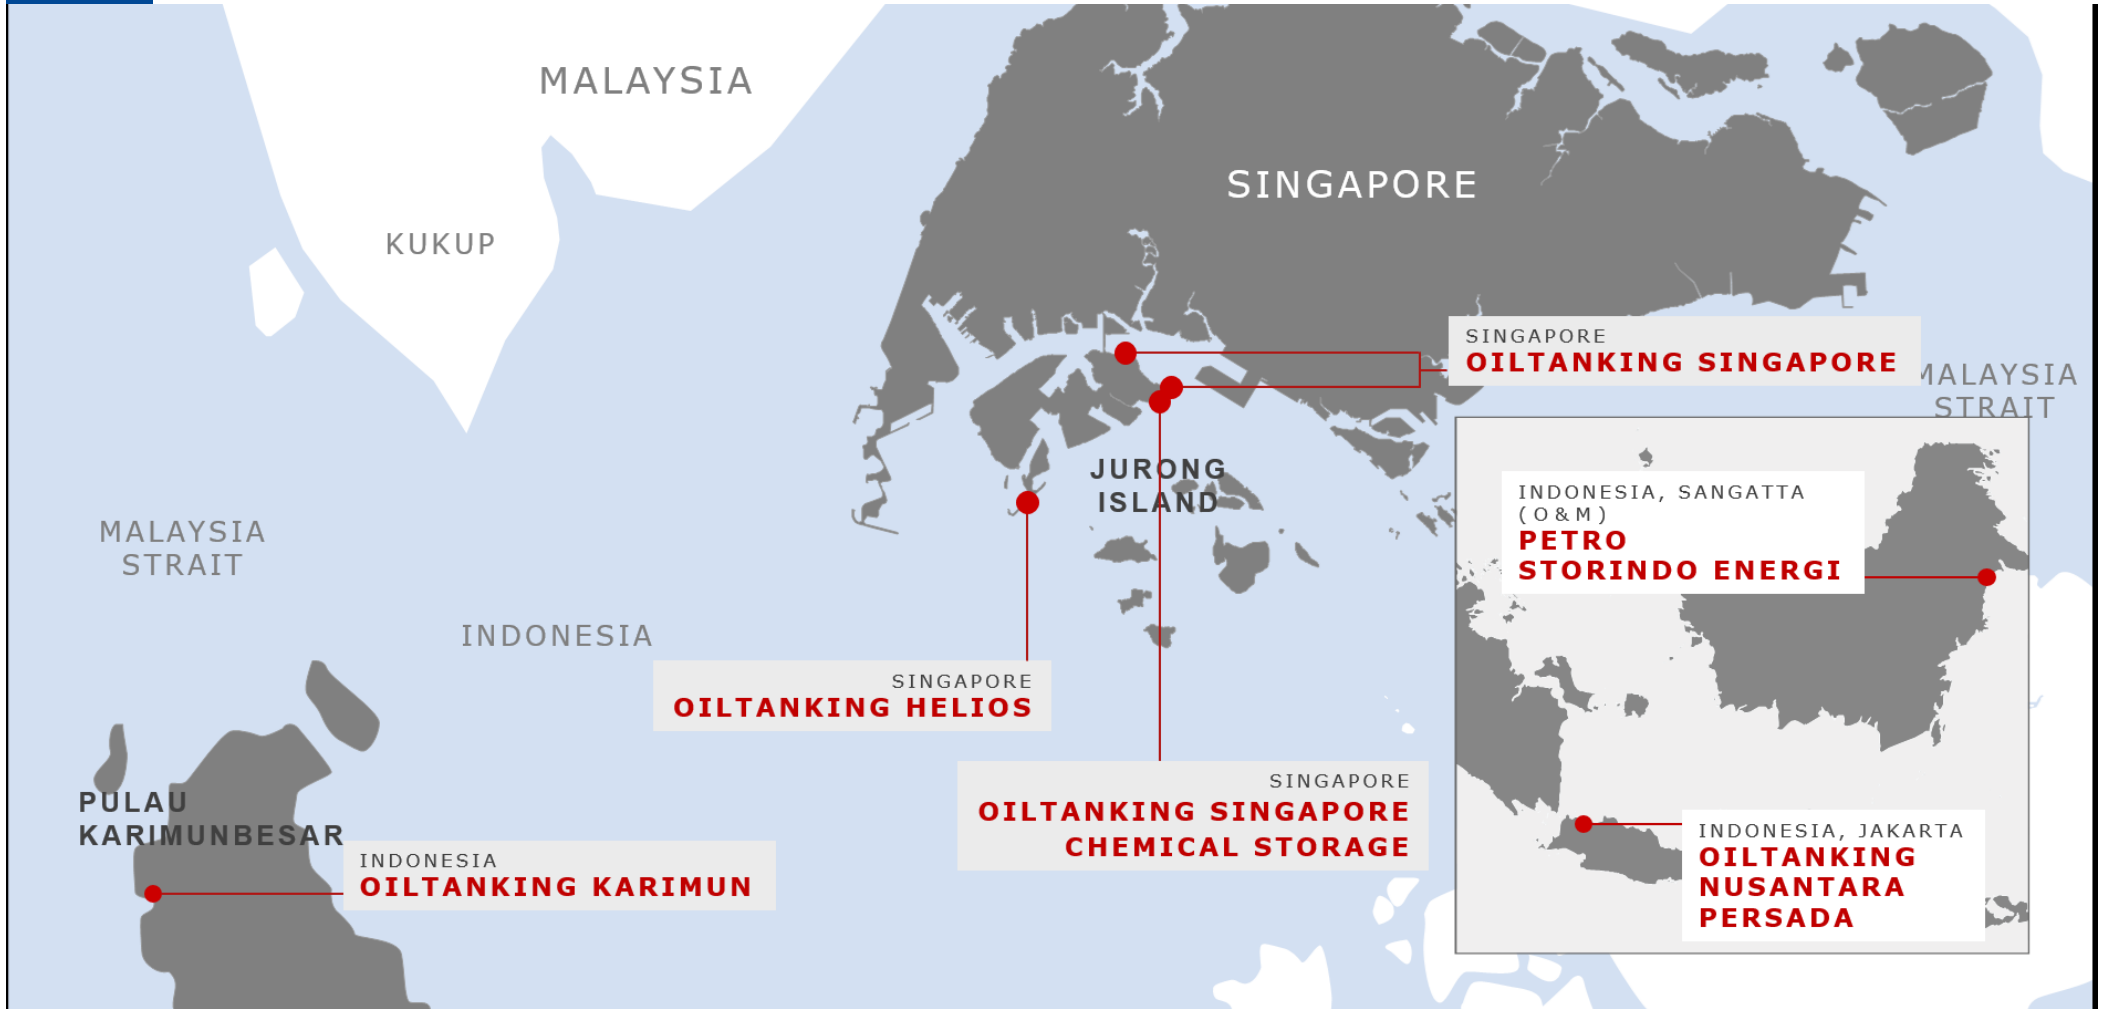 MALAYSIA
SINGAPORE
KUKUP
SINGAPORE
OILTANKING SINGAPORE
MALAYSIA
STRAIT
JURONG
ISLAND
INDONESIA, SANGATTA
(O&M)
PETRO
STORINDO ENERGI
MALAYSIA
STRAIT
INDONESIA
SINGAPORE
OILTANKING HELIOS
SINGAPORE
OILTANKING SINGAPORE
CHEMICAL STORAGE
PULAU
KARIMUNBESAR
INDONESIA
OILTANKING KARIMUN
INDONESIA, JAKARTA
OILTANKING
NUSANTARA
PERSADA